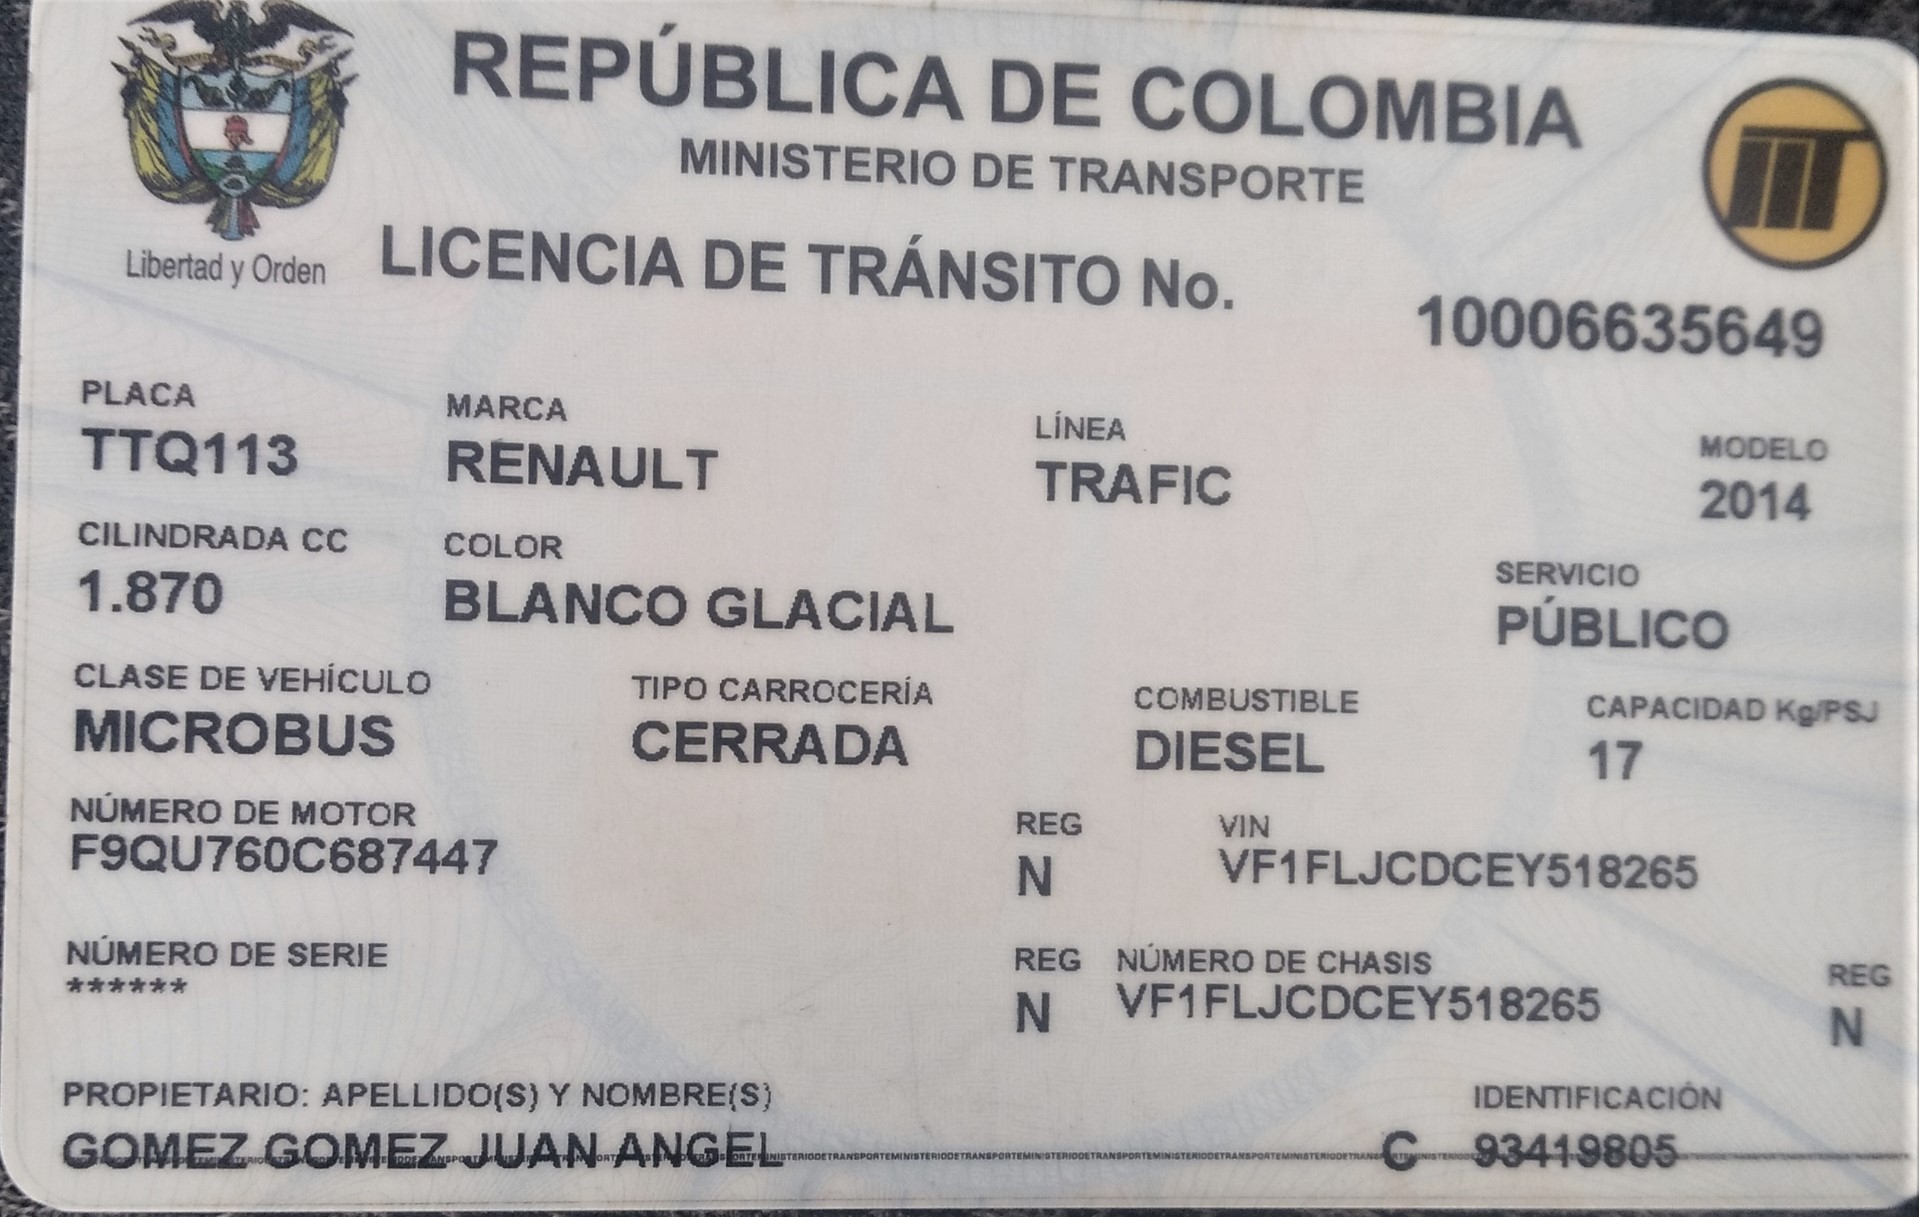 REPÚBLICA DE COLOMBIA
MINISTERIO DE TRANSPORTE
Libertad y Orden
LICENCIA DE TRÁNSITO No.
10006635649
PLACA MARCA LÍNEA MODELO
TTQ113 RENAULT TRAFIC 2014
CILINDRADA CC COLOR SERVICIO
1.870 BLANCO GLACIAL PÚBLICO
CLASE DE VEHÍCULO TIPO CARROCERÍA COMBUSTIBLE CAPACIDAD Kg/PSJ
MICROBUS CERRADA DIESEL 17
NÚMERO DE MOTOR REG VIN
F9QU760C687447 N VF1FLJCDCEY518265
NÚMERO DE SERIE REG NÚMERO DE CHASIS REG
****** N VF1FLJCDCEY518265 N
PROPIETARIO: APELLIDO(S) Y NOMBRE(S) IDENTIFICACIÓN
GOMEZ GOMEZ JUAN ANGEL C 93419805